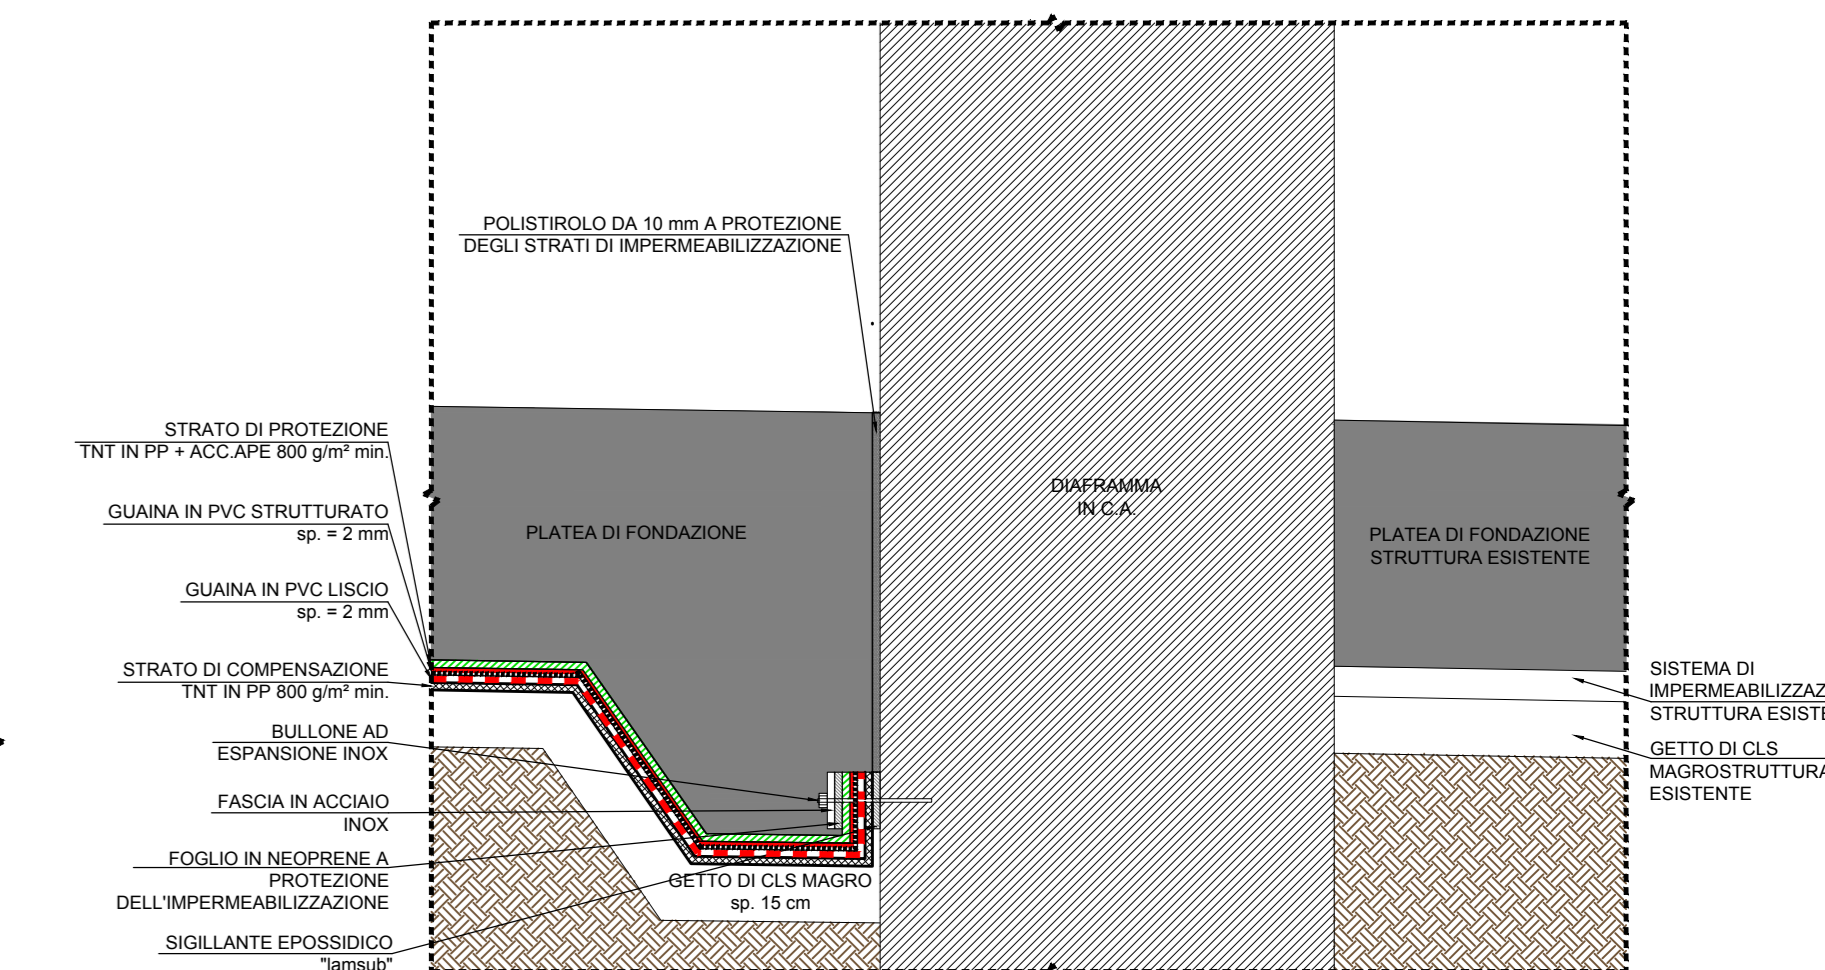 POLISTIROLO DA 10 mm A PROTEZIONE
DEGLI STRATI DI IMPERMEABILIZZAZIONE
STRATO DI PROTEZIONE
TNT IN PP + ACC.APE 800 g/m² min.
GUAINA IN PVC STRUTTURATO
sp. = 2 mm
GUAINA IN PVC LISCIO
sp. = 2 mm
STRATO DI COMPENSAZIONE
TNT IN PP 800 g/m² min.
BULLONE AD
ESPANSIONE INOX
FASCIA IN ACCIAIO
INOX
FOGLIO IN NEOPRENE A
PROTEZIONE
DELL'IMPERMEABILIZZAZIONE
SIGILLANTE EPOSSIDICO
"lamsub"
PLATEA DI FONDAZIONE
GETTO DI CLS MAGRO
sp. 15 cm
DIAFRAMMA
IN C.A.
PLATEA DI FONDAZIONE
STRUTTURA ESISTENTE
SISTEMA DI
IMPERMEABILIZZAZ
STRUTTURA ESISTE
GETTO DI CLS
MAGROSTRUTTURA
ESISTENTE